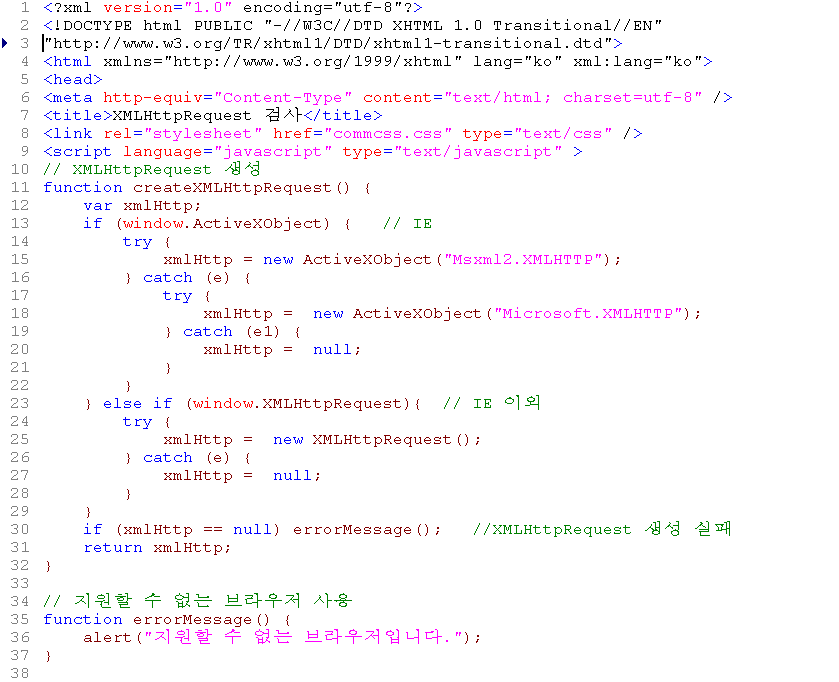 1 <?xml version="1.0" encoding="utf-8"?>
2 <!DOCTYPE html PUBLIC "-//W3C//DTD XHTML 1.0 Transitional//EN"
3 "http://www.w3.org/TR/xhtml1/DTD/xhtml1-transitional.dtd">
4 <html xmlns="http://www.w3.org/1999/xhtml" lang="ko" xml:lang="ko">
5 <head>
6 <meta http-equiv="Content-Type" content="text/html; charset=utf-8" />
7 <title>XMLHttpRequest 검사</title>
8 <link rel="stylesheet" href="commcss.css" type="text/css" />
9 <script language="javascript" type="text/javascript" >
10 // XMLHttpRequest 생성
11 function createXMLHttpRequest() {
12     var xmlHttp;
13     if (window.ActiveXObject) {   // IE
14         try {
15             xmlHttp = new ActiveXObject("Msxml2.XMLHTTP");
16         } catch (e) {
17             try {
18                 xmlHttp =  new ActiveXObject("Microsoft.XMLHTTP");
19             } catch (e1) {
20                 xmlHttp =  null;
21             }
22         }
23     } else if (window.XMLHttpRequest){  // IE 이외
24         try {
25             xmlHttp =  new XMLHttpRequest();
26         } catch (e) {
27             xmlHttp =  null;
28         }
29     }
30     if (xmlHttp == null) errorMessage();   //XMLHttpRequest 생성 실패
31     return xmlHttp;
32 }
33
34 // 지원할 수 없는 브라우저 사용
35 function errorMessage() {
36     alert("지원할 수 없는 브라우저입니다.");
37 }
38